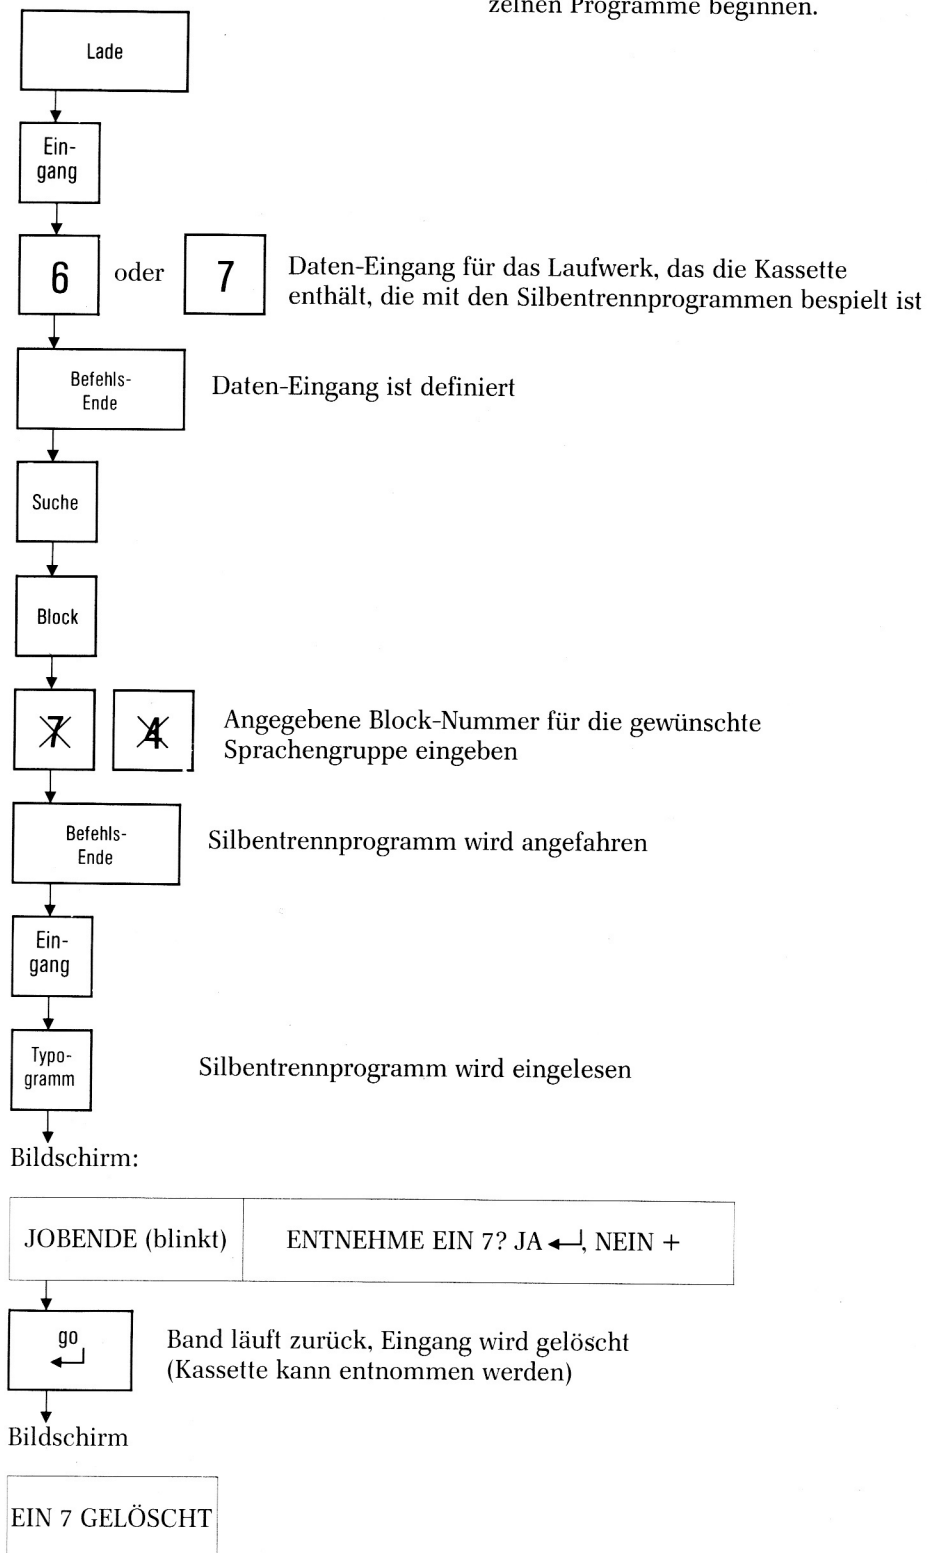 zelnen Programme beginnen.
Lade
Ein-
gang
6 oder 7 Daten-Eingang für das Laufwerk, das die Kassette
enthält, die mit den Silbentrennprogrammen bespielt ist
Befehls-
Ende
Daten-Eingang ist definiert
Suche
Block
7 4
Angegebene Block-Nummer für die gewünschte
Sprachengruppe eingeben
Befehls-
Ende
Silbentrennprogramm wird angefahren
Ein-
gang
Typo-
gramm
Silbentrennprogramm wird eingelesen
Bildschirm:
JOBENDE (blinkt) ENTNEHME EIN 7? JA ↵, NEIN +
go
↵
Band läuft zurück, Eingang wird gelöscht
(Kassette kann entnommen werden)
Bildschirm
EIN 7 GELÖSCHT